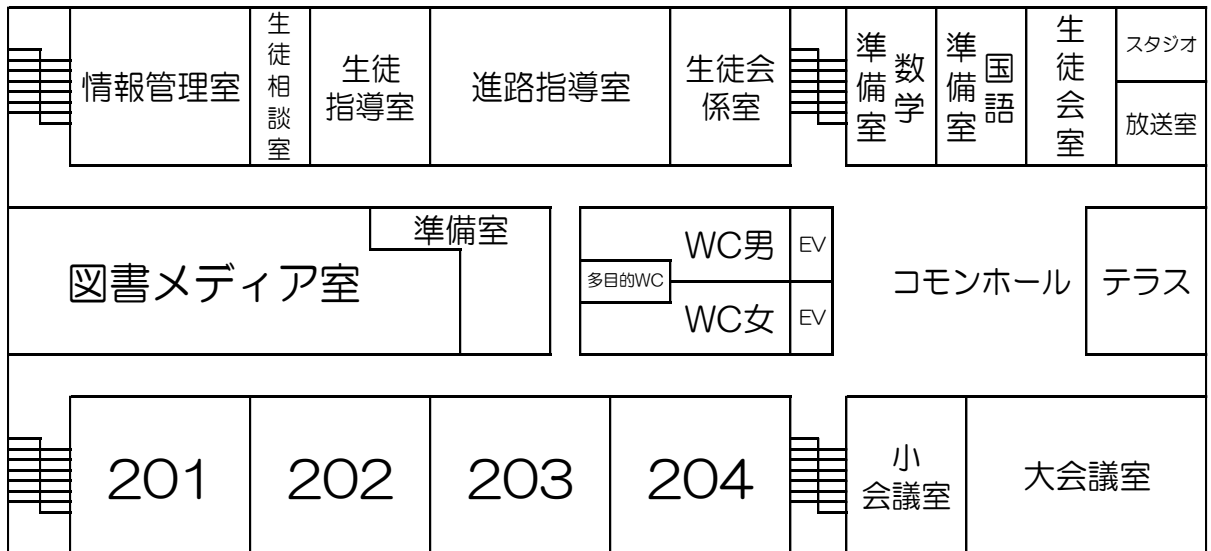 情報管理室
生徒相談室
生徒
指導室
進路指導室
生徒会
係室
数学
準備室
国語
準備室
生徒会室
スタジオ
放送室
図書メディア室
準備室
多目的WC
WC男
EV
WC女
EV
コモンホール
テラス
201
202
203
204
小
会議室
大会議室